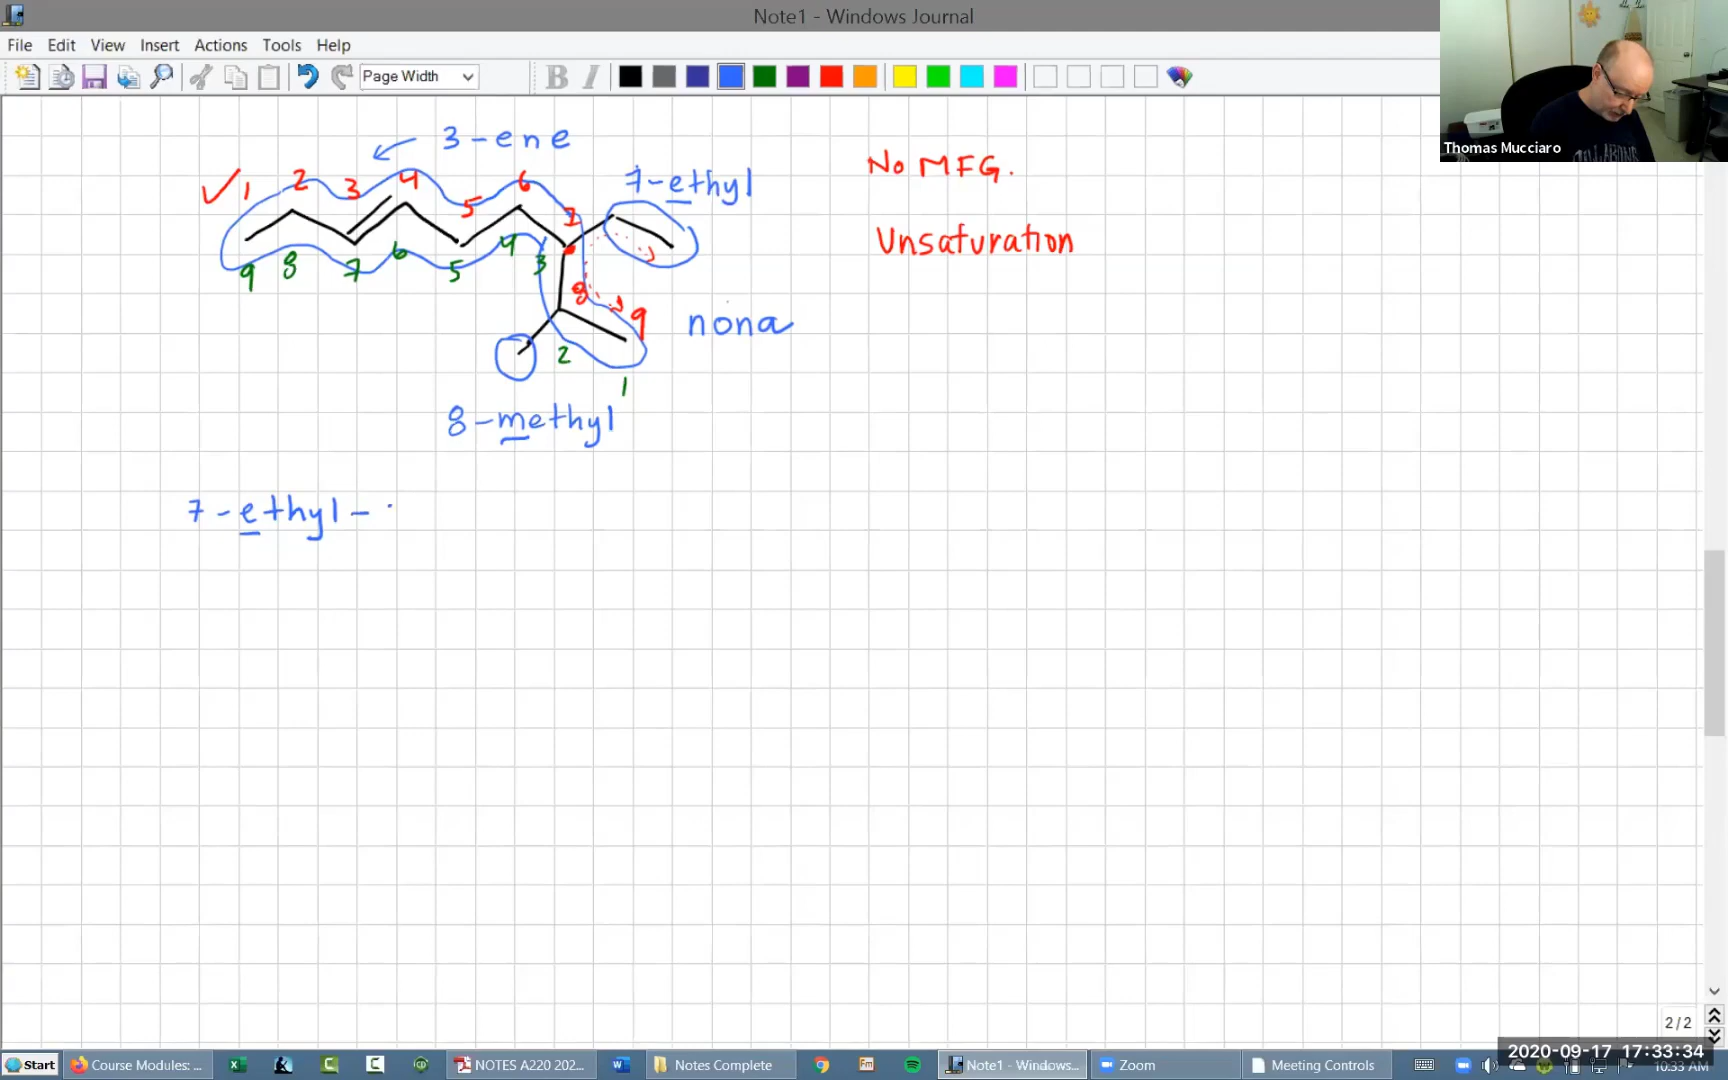 Note1 - Windows Journal
File Edit View Insert Actions Tools Help
Page Width
B I
Thomas Mucciaro
3-ene
1 2 3 4 5 6 7
7-ethyl
No MFG.
Unsaturation
9 8 7 6 5 4 3
8 9
nona
2
1
8-methyl
7-ethyl-
2/2
2020-09-17 17:33:34
Start
Course Modules: ...
NOTES A220 202...
Notes Complete
Note1 - Windows...
Zoom
Meeting Controls
10:33 AM